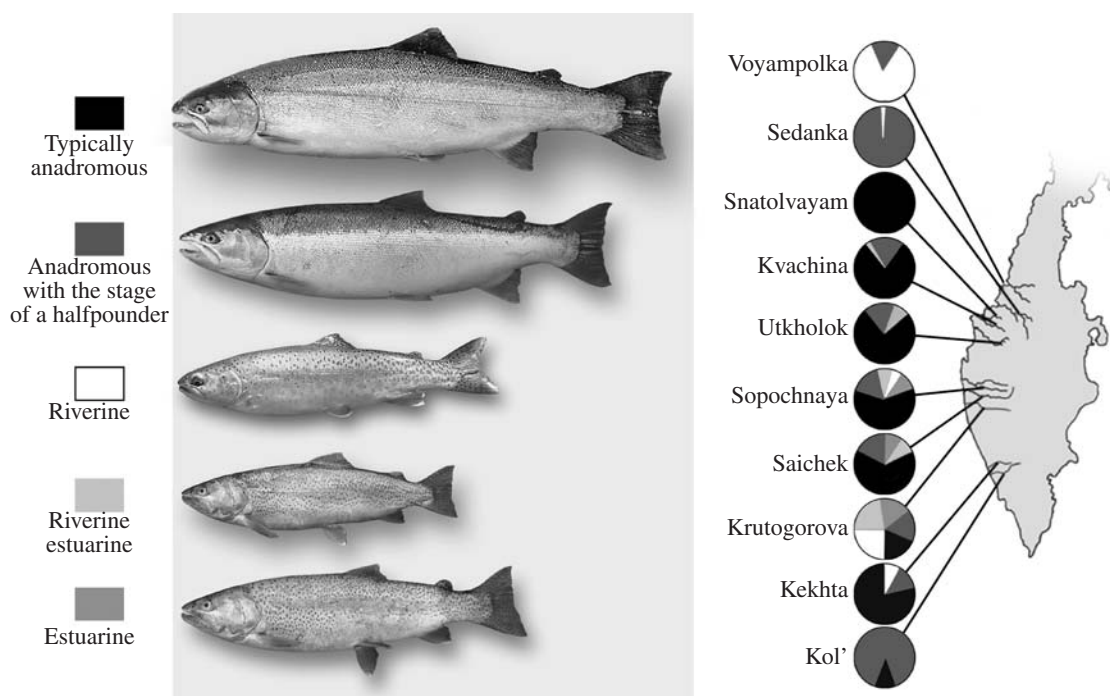 Typically
anadromous
Anadromous
with the stage
of a halfpounder
Riverine
Riverine
estuarine
Estuarine
Voyampolka
Sedanka
Snatolvayam
Kvachina
Utkholok
Sopochnaya
Saichek
Krutogorova
Kekhta
Kol’